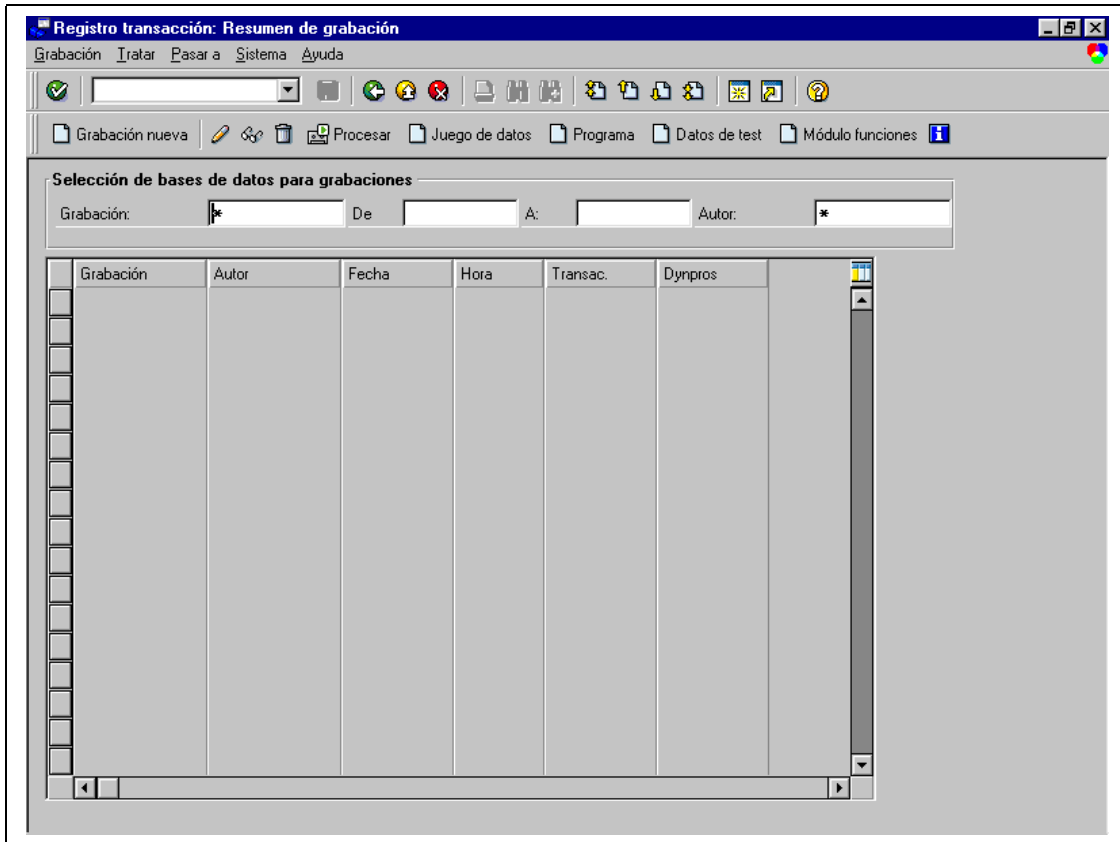 Registro transacción: Resumen de grabación
Grabación Tratar Pasar a Sistema Ayuda
Grabación nueva Procesar Juego de datos Programa Datos de test Módulo funciones
Selección de bases de datos para grabaciones
Grabación: * De A: Autor: *
Grabación Autor Fecha Hora Transac. Dynpros